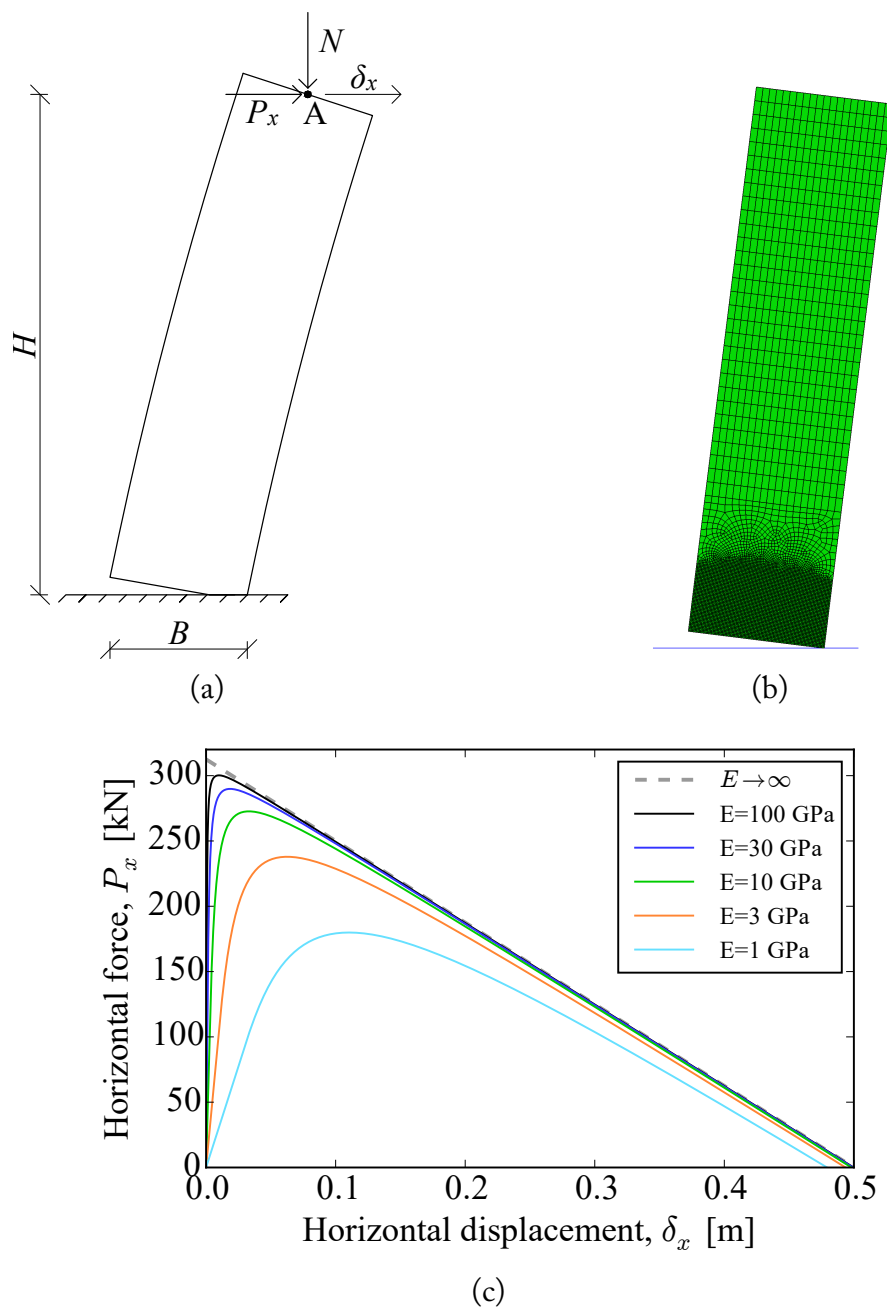 N
δx
Px
A
H
B
(a)
(b)
Horizontal force, Px [kN]
300
250
200
150
100
50
0
E→∞
E=100 GPa
E=30 GPa
E=10 GPa
E=3 GPa
E=1 GPa
0.0 0.1 0.2 0.3 0.4 0.5
Horizontal displacement, δx [m]
(c)